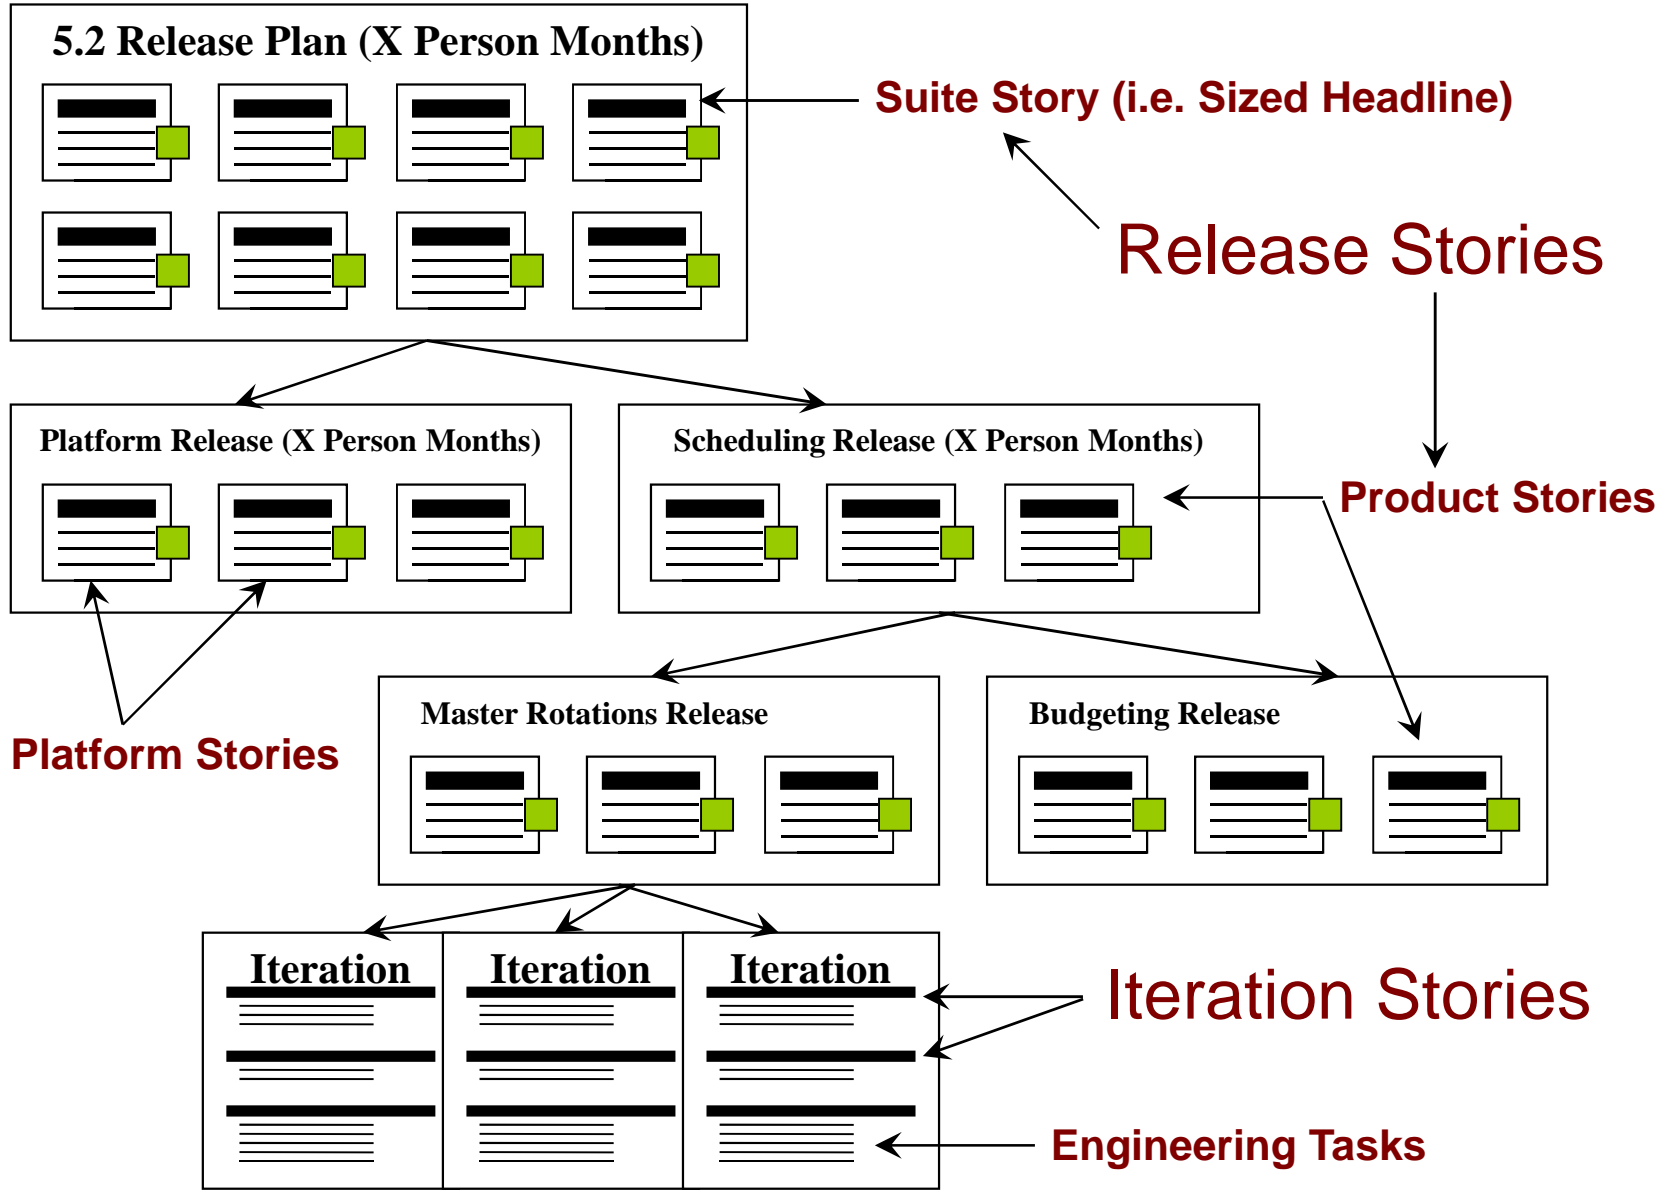 5.2 Release Plan (X Person Months)
Suite Story (i.e. Sized Headline)
Release Stories
Platform Release (X Person Months)
Scheduling Release (X Person Months)
Product Stories
Master Rotations Release
Budgeting Release
Platform Stories
Iteration
Iteration
Iteration
Iteration Stories
Engineering Tasks